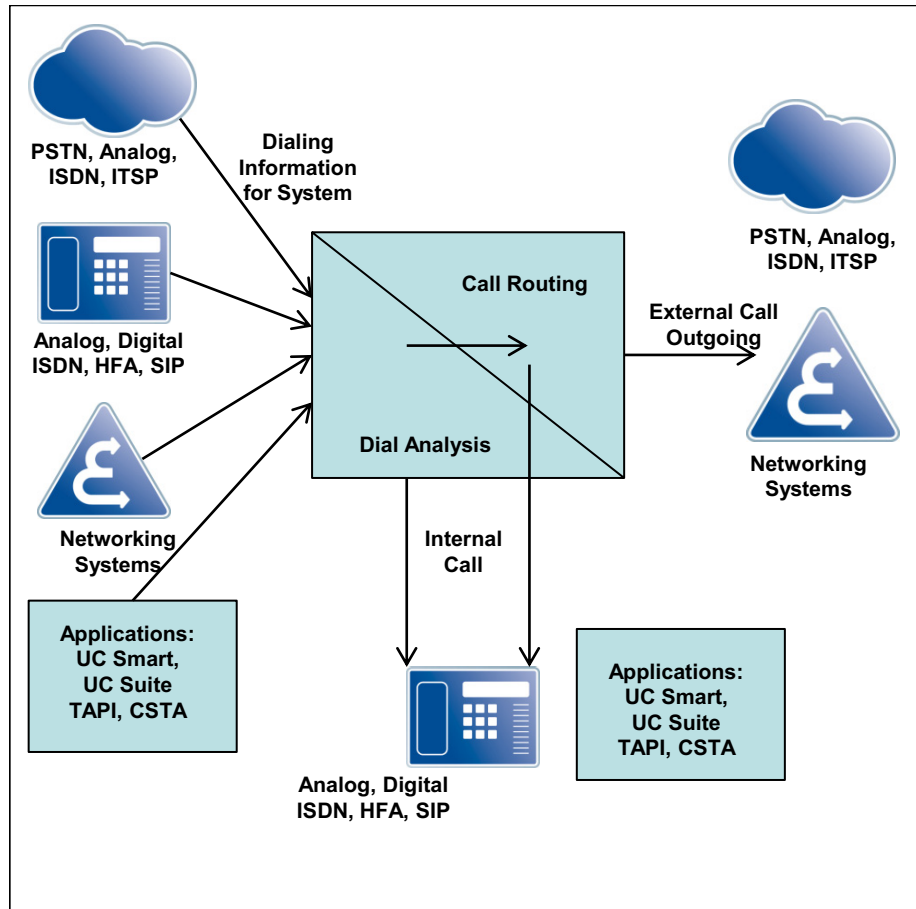 PSTN, Analog,
ISDN, ITSP
Dialing
Information
for System
PSTN, Analog,
ISDN, ITSP
Analog, Digital
ISDN, HFA, SIP
Call Routing
External Call
Outgoing
Dial Analysis
Networking
Systems
Networking
Systems
Internal
Call
Applications:
UC Smart,
UC Suite
TAPI, CSTA
Applications:
UC Smart,
UC Suite
TAPI, CSTA
Analog, Digital
ISDN, HFA, SIP